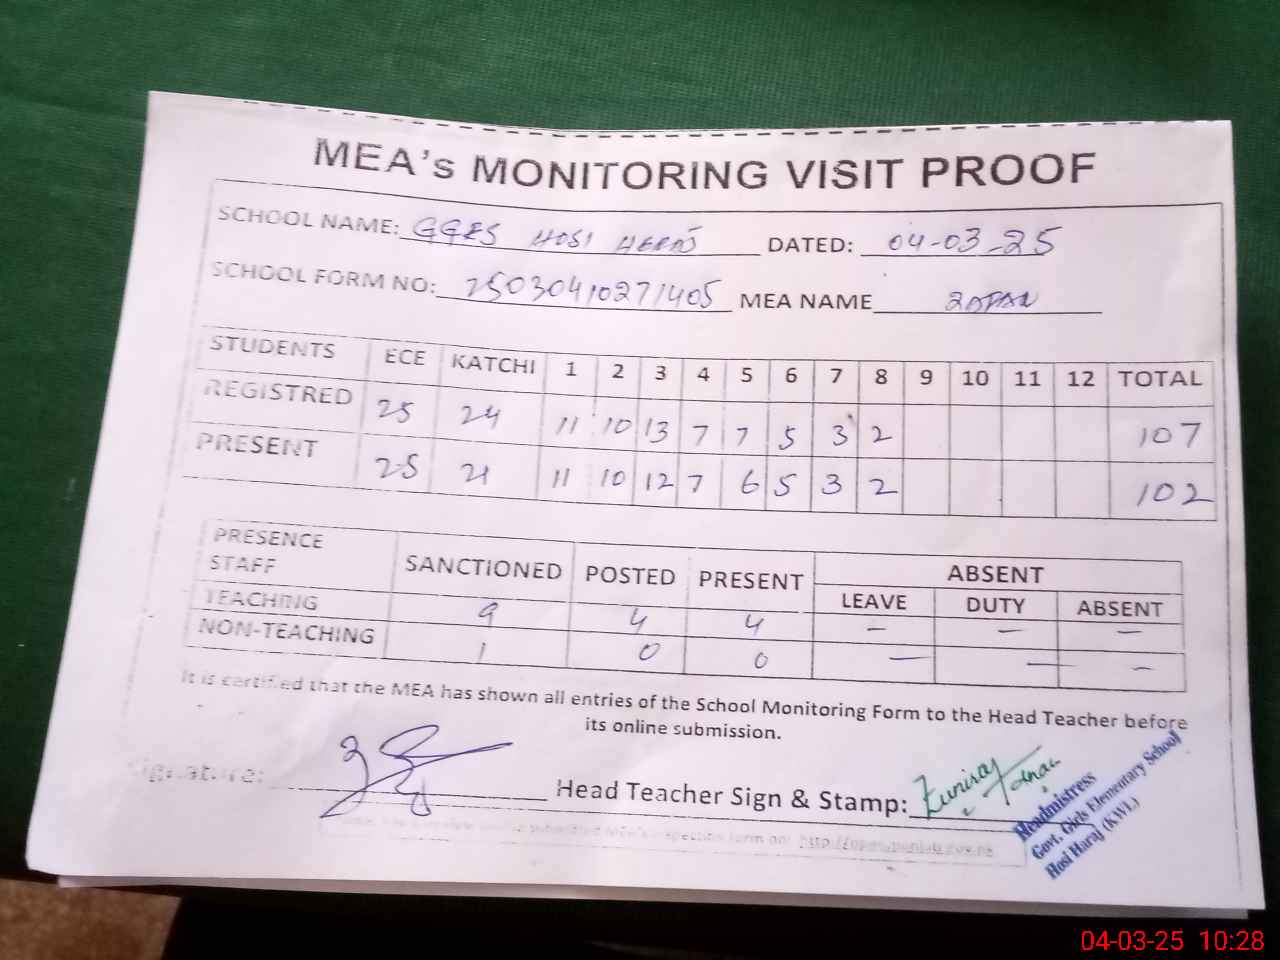 MEA's MONITORING VISIT PROOF
SCHOOL NAME: GGES HOSI DATED: 04-03-25
SCHOOL FORM NO: 25030410271405 MEA NAME
STUDENTS ECE KATCHI 1 2 3 4 5 6 7 8 9 10 11 12 TOTAL
REGISTRED 25 24 11 10 13 7 7 5 3 2 107
PRESENT 25 21 11 10 12 7 6 5 3 2 102
PRESENCE STAFF SANCTIONED POSTED PRESENT ABSENT
LEAVE DUTY ABSENT
TEACHING 9 4 4 - - -
NON-TEACHING 1 0 0 - - -
It is certified that the MEA has shown all entries of the School Monitoring Form to the Head Teacher before
its online submission.
Signature: Head Teacher Sign & Stamp:
Headmistress
Govt. Girls Elementary School
Hosi Haraj (KWL)
04-03-25 10:28